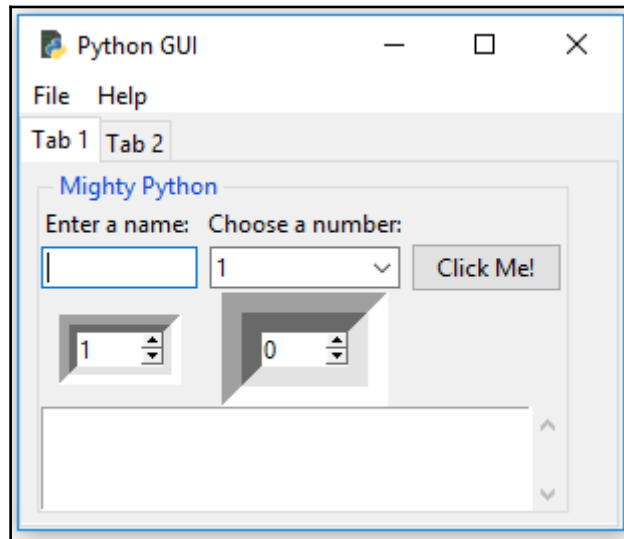 Python GUI
File Help
Tab 1 Tab 2
Mighty Python
Enter a name: Choose a number:
1 Click Me!
1 0